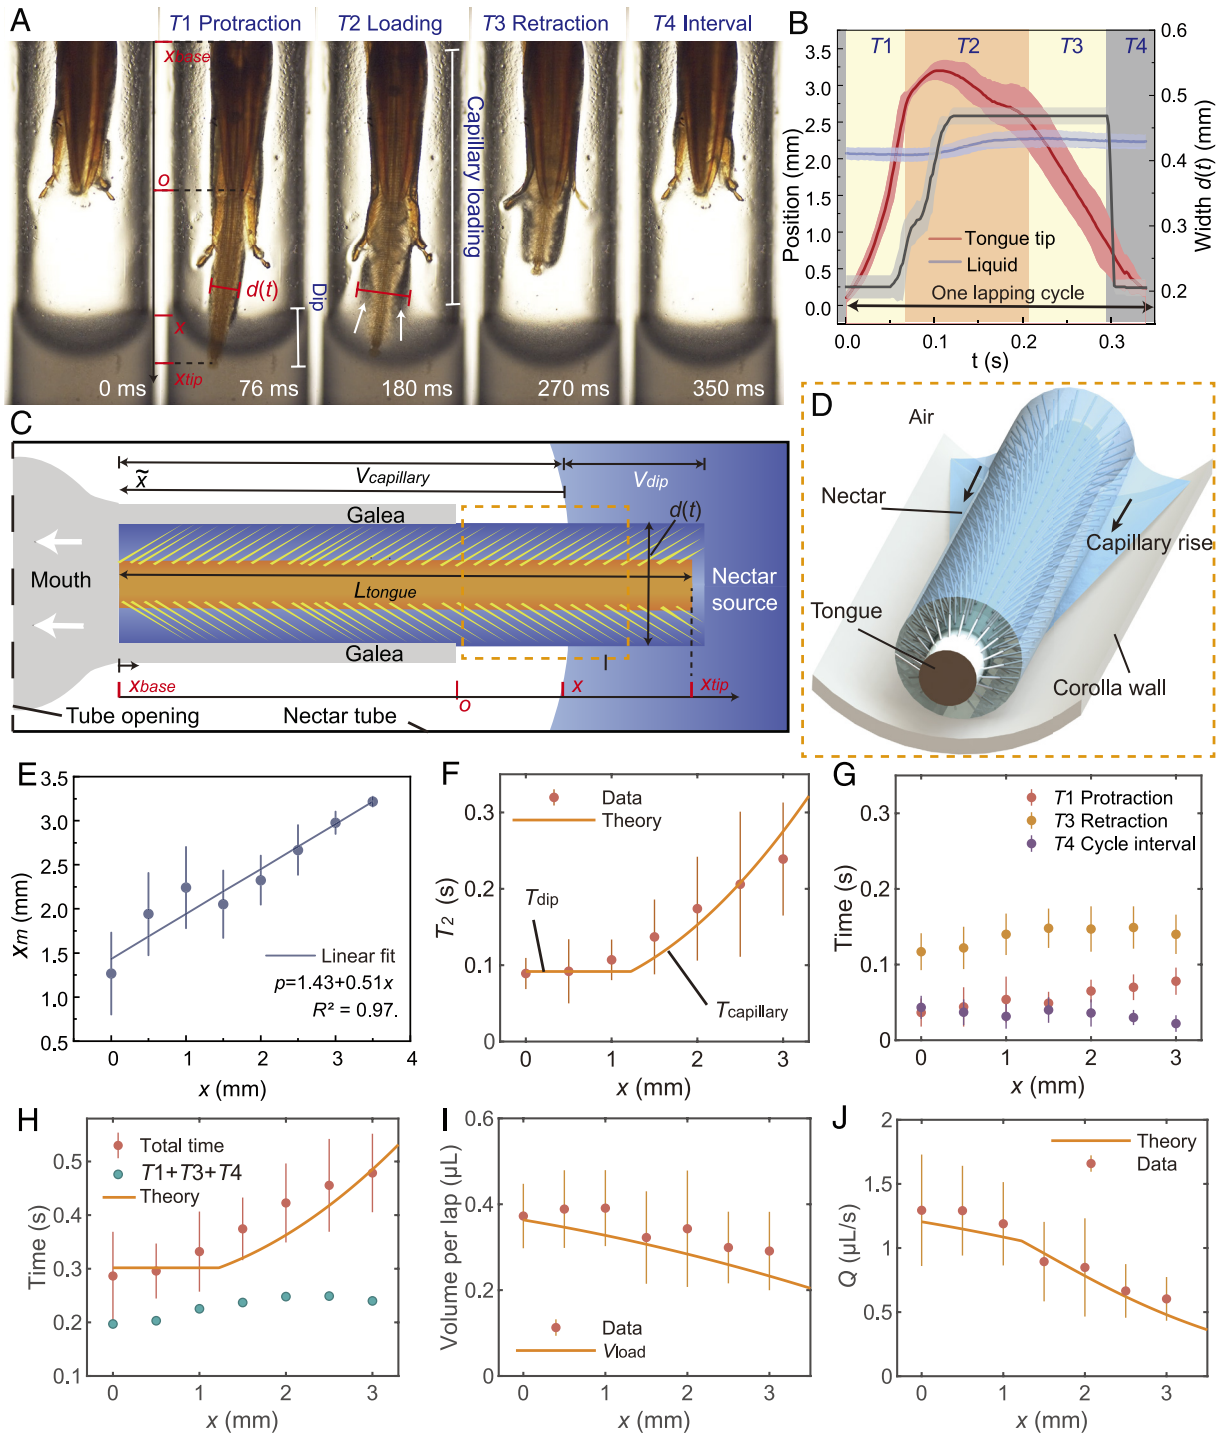 A
T1 Protraction
T2 Loading
T3 Retraction
T4 Interval
xbase
o
d(t)
x
xtip
Dip
Capillary loading
0 ms
76 ms
180 ms
270 ms
350 ms
B
T1
T2
T3
T4
3.5
3.0
2.5
2.0
1.5
1.0
0.5
0.0
Position (mm)
0.6
0.5
0.4
0.3
0.2
Width d(t) (mm)
Tongue tip
Liquid
One lapping cycle
0.0
0.1
0.2
0.3
t (s)
C
x̃
Vcapillary
Vdip
Galea
d(t)
Mouth
Ltongue
Nectar
source
Galea
xbase
o
x
xtip
Tube opening
Nectar tube
D
Air
Nectar
Capillary rise
Tongue
Corolla wall
E
3.5
3.0
2.5
2.0
1.5
1.0
0.5
xm(mm)
Linear fit
p=1.43+0.51x
R² = 0.97.
0
1
2
3
4
x (mm)
F
0.3
0.2
0.1
0
T2 (s)
Data
Theory
Tdip
Tcapillary
0
1
2
3
x (mm)
G
0.3
0.2
0.1
0
Time (s)
T1 Protraction
T3 Retraction
T4 Cycle interval
0
1
2
3
x (mm)
H
0.5
0.4
0.3
0.2
0.1
Time (s)
Total time
T1+T3+T4
Theory
0
1
2
3
x (mm)
I
0.6
0.4
0.2
0
Volume per lap (μL)
Data
Vload
0
1
2
3
x (mm)
J
2
1.5
1
0.5
0
Q (μL/s)
Theory
Data
0
1
2
3
x (mm)